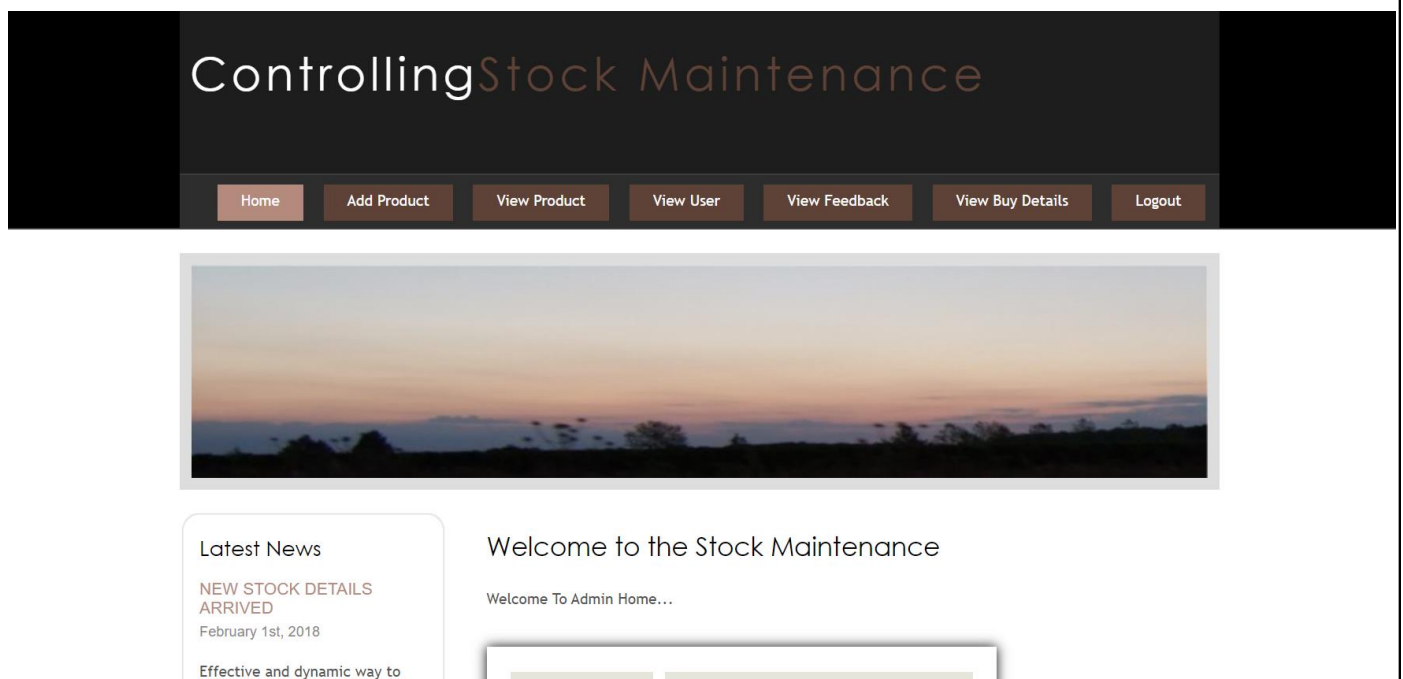 ControllingStock Maintenance
Home Add Product View Product View User View Feedback View Buy Details Logout
Latest News
NEW STOCK DETAILS
ARRIVED
February 1st, 2018
Effective and dynamic way to
Welcome to the Stock Maintenance
Welcome To Admin Home...